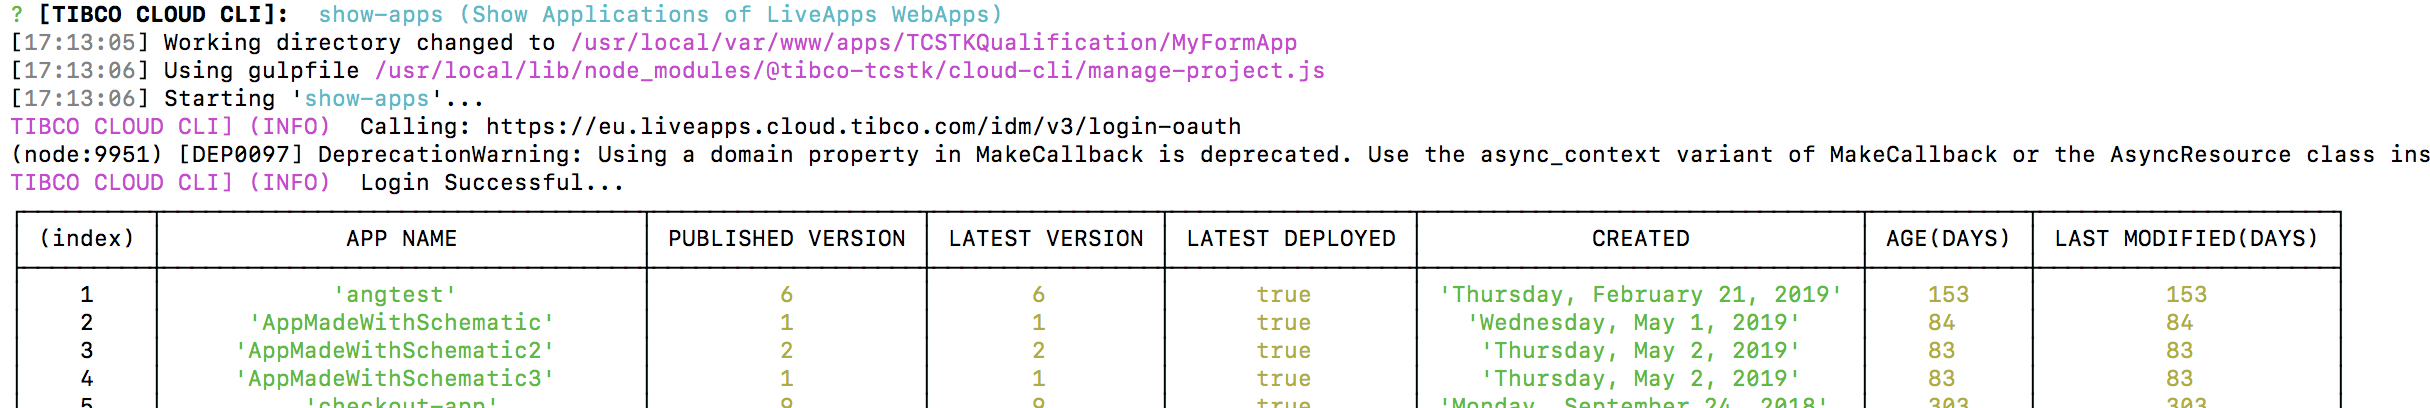 ? [TIBCO CLOUD CLI]: show-apps (Show Applications of LiveApps WebApps)
[17:13:05] Working directory changed to /usr/local/var/www/apps/TCSTKQualification/MyFormApp
[17:13:06] Using gulpfile /usr/local/lib/node_modules/@tibco-tcstk/cloud-cli/manage-project.js
[17:13:06] Starting 'show-apps'...
TIBCO CLOUD CLI] (INFO) Calling: https://eu.liveapps.cloud.tibco.com/idm/v3/login-oauth
(node:9951) [DEP0097] DeprecationWarning: Using a domain property in MakeCallback is deprecated. Use the async_context variant of MakeCallback or the AsyncResource class ins
TIBCO CLOUD CLI] (INFO) Login Successful...
(index) APP NAME PUBLISHED VERSION LATEST VERSION LATEST DEPLOYED CREATED AGE(DAYS) LAST MODIFIED(DAYS)
1 'angtest' 6 6 true 'Thursday, February 21, 2019' 153 153
2 'AppMadeWithSchematic' 1 1 true 'Wednesday, May 1, 2019' 84 84
3 'AppMadeWithSchematic2' 2 2 true 'Thursday, May 2, 2019' 83 83
4 'AppMadeWithSchematic3' 1 1 true 'Thursday, May 2, 2019' 83 83
5 'checkout-app' 9 9 true 'Monday, September 24, 2018' 303 303